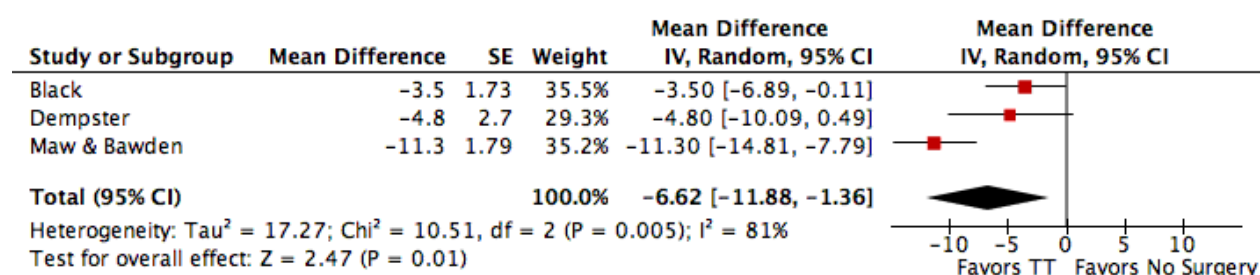 Mean Difference Mean Difference
Study or Subgroup Mean Difference SE Weight IV, Random, 95% CI IV, Random, 95% CI
Black −3.5 1.73 35.5% −3.50 [−6.89, −0.11]
Dempster −4.8 2.7 29.3% −4.80 [−10.09, 0.49]
Maw & Bawden −11.3 1.79 35.2% −11.30 [−14.81, −7.79]
Total (95% CI) 100.0% −6.62 [−11.88, −1.36]
Heterogeneity: Tau² = 17.27; Chi² = 10.51, df = 2 (P = 0.005); I² = 81%
Test for overall effect: Z = 2.47 (P = 0.01)
−10 −5 0 5 10
Favors TT Favors No Surgery